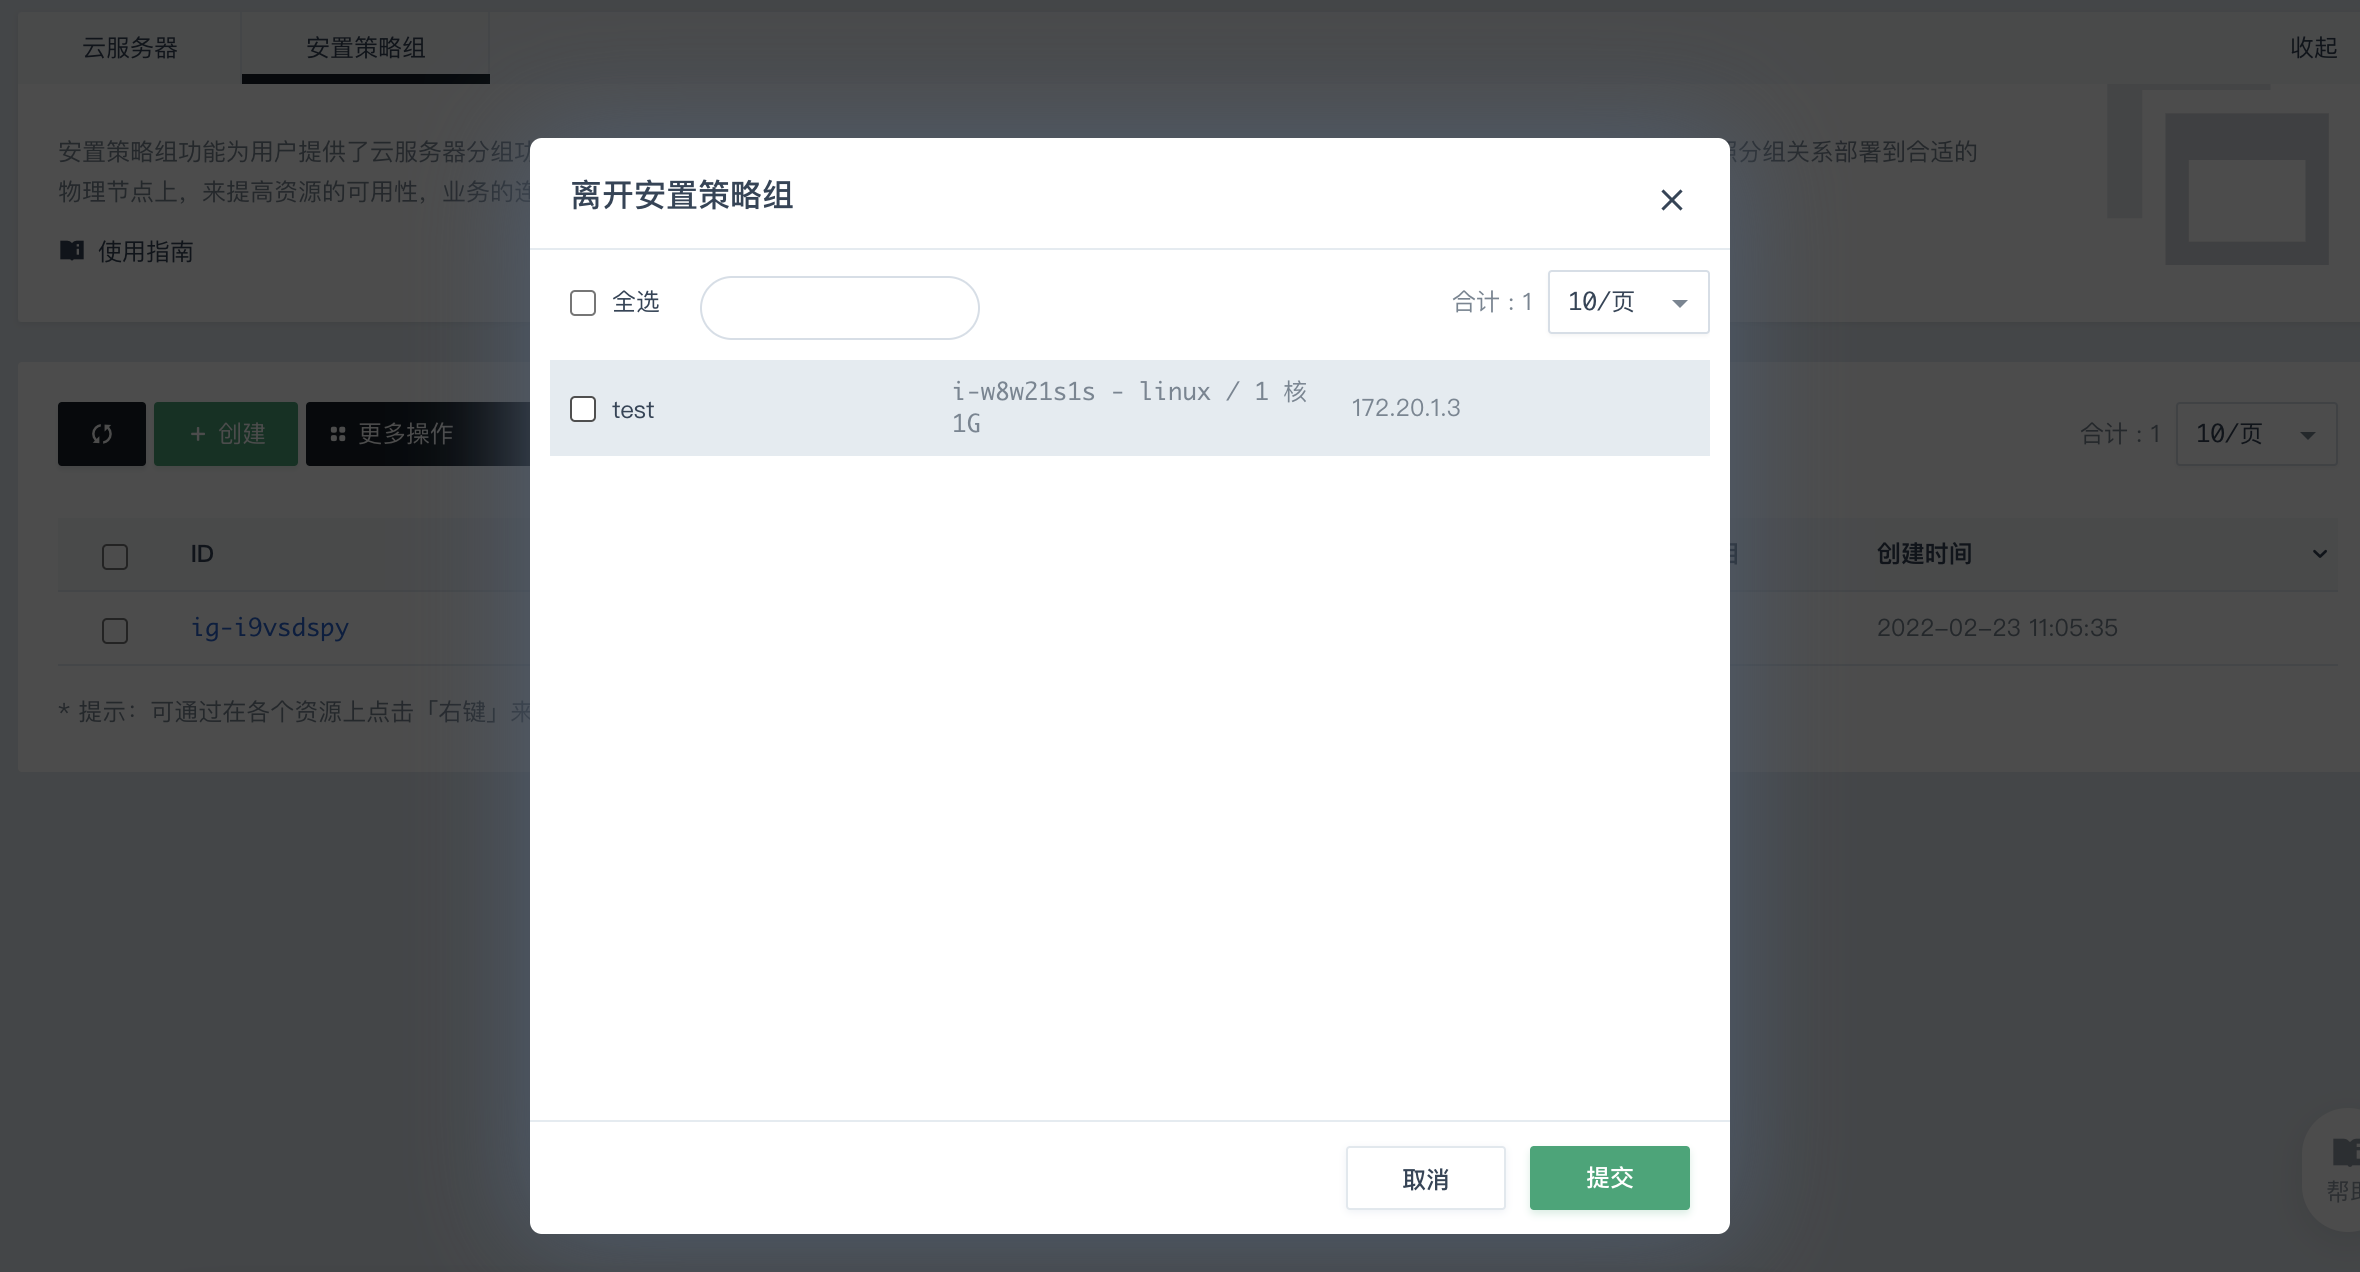 云服务器
安置策略组
收起
安置策略组功能为用户提供了云服务器分组功
分组关系部署到合适的
物理节点上，来提高资源的可用性，业务的连
使用指南
创建
更多操作
合计 : 1
10/页
ID
创建时间
ig-i9vsdspy
2022-02-23 11:05:35
* 提示：可通过在各个资源上点击「右键」来
离开安置策略组
全选
合计 : 1
10/页
test
i-w8w21s1s - linux / 1 核
1G
172.20.1.3
取消
提交
帮助